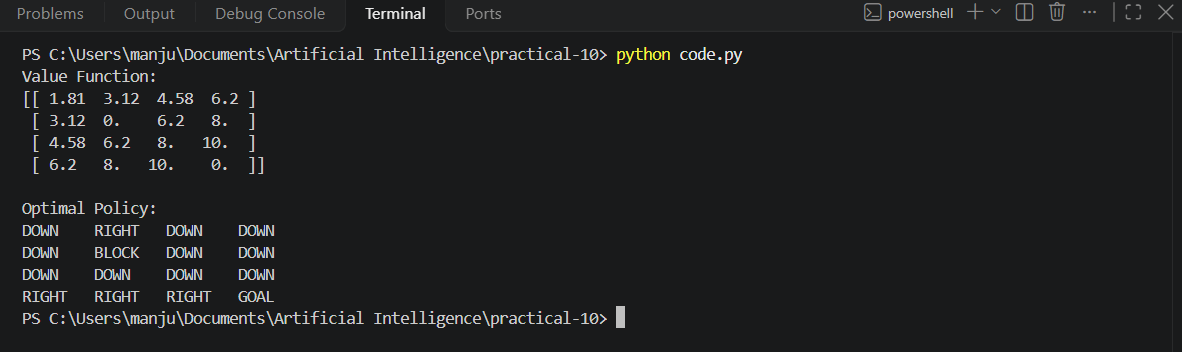 Problems Output Debug Console Terminal Ports powershell
PS C:\Users\manju\Documents\Artificial Intelligence\practical-10> python code.py
Value Function:
[[ 1.81  3.12  4.58  6.2 ]
 [ 3.12  0.    6.2   8.  ]
 [ 4.58  6.2   8.   10.  ]
 [ 6.2   8.   10.    0.  ]]

Optimal Policy:
DOWN    RIGHT   DOWN    DOWN
DOWN    BLOCK   DOWN    DOWN
DOWN    DOWN    DOWN    DOWN
RIGHT   RIGHT   RIGHT   GOAL
PS C:\Users\manju\Documents\Artificial Intelligence\practical-10>